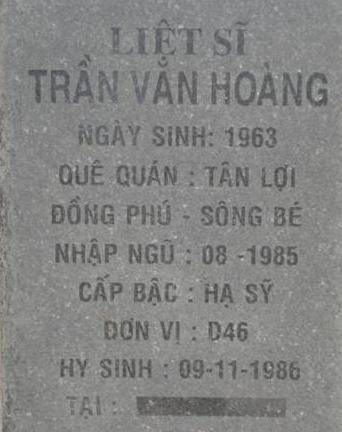 LIỆT SĨ
TRẦN VĂN HOÀNG
NGÀY SINH: 1963
QUÊ QUÁN : TÂN LỢI
ĐỒNG PHÚ - SÔNG BÉ
NHẬP NGŨ : 08 -1985
CẤP BẬC : HẠ SỸ
ĐƠN VỊ : D46
HY SINH : 09-11-1986
TẠI :